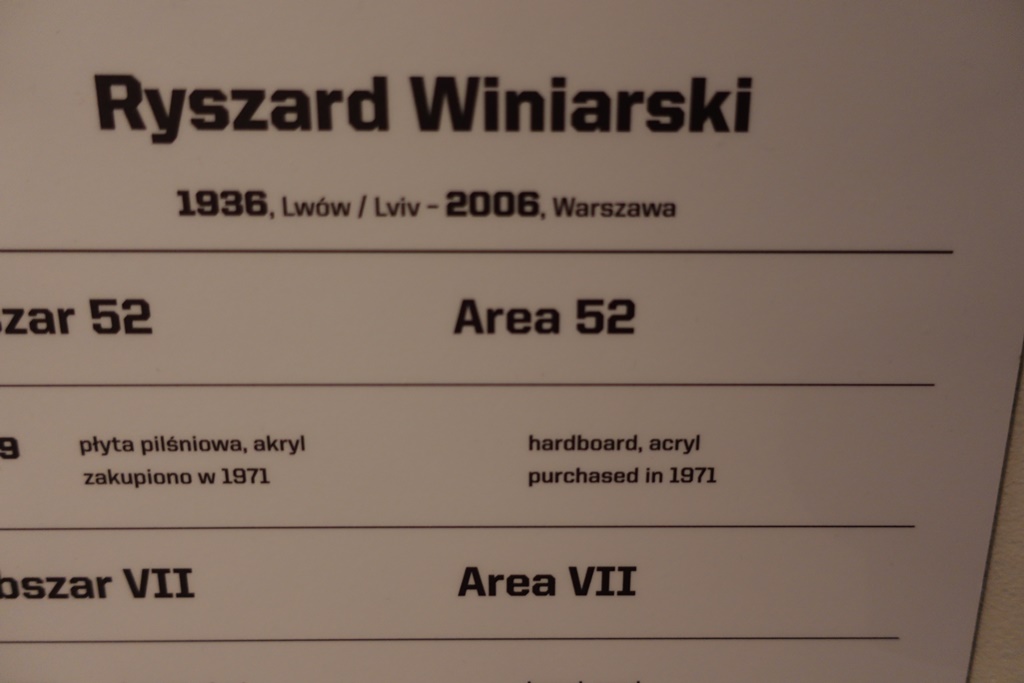 Ryszard Winiarski
1936, Lwów / Lviv – 2006, Warszawa
zar 52 Area 52
9 płyta pilśniowa, akryl hardboard, acryl
zakupiono w 1971 purchased in 1971
bszar VII Area VII